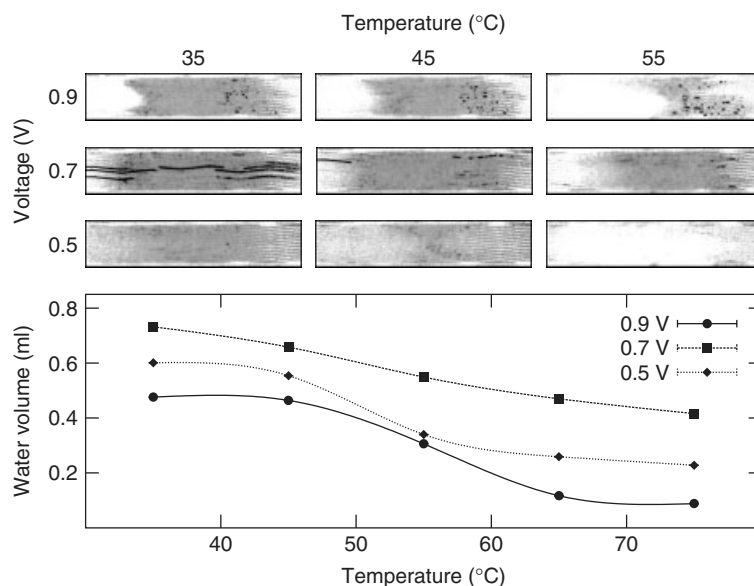 Temperature (°C)
35 45 55
Voltage (V)
0.9
0.7
0.5
Water volume (ml)
0.8
0.6
0.4
0.2
0.9 V
0.7 V
0.5 V
40 50 60 70
Temperature (°C)